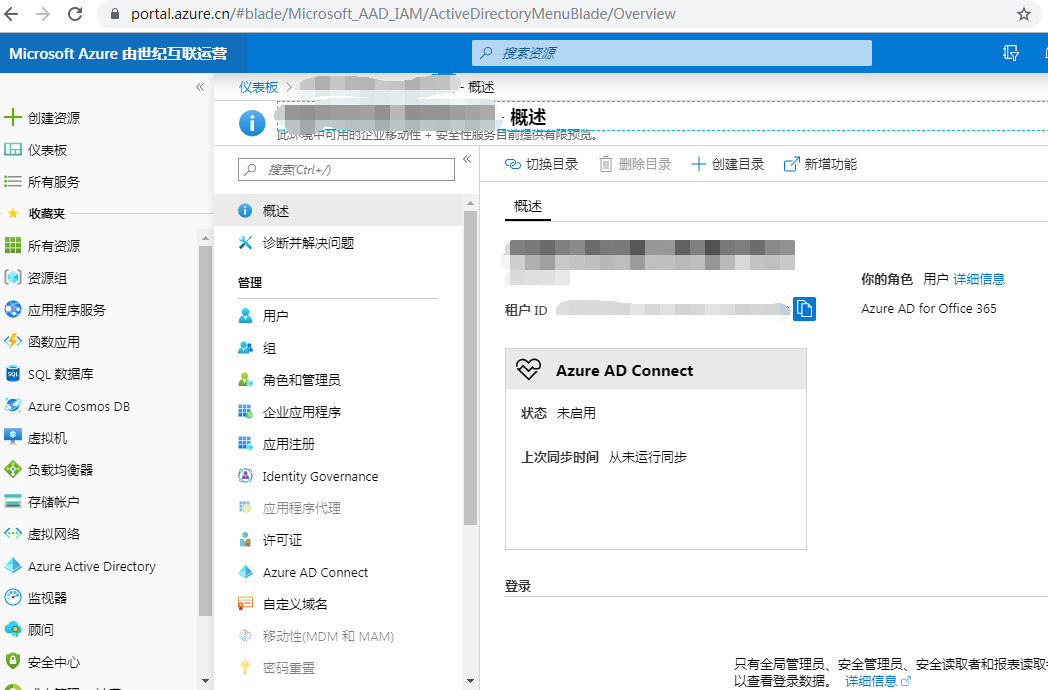 portal.azure.cn/#blade/Microsoft_AAD_IAM/ActiveDirectoryMenuBlade/Overview
Microsoft Azure 由世纪互联运营
搜索资源
«
创建资源
仪表板
所有服务
收藏夹
所有资源
资源组
应用程序服务
函数应用
SQL 数据库
Azure Cosmos DB
虚拟机
负载均衡器
存储帐户
虚拟网络
Azure Active Directory
监视器
顾问
安全中心
仪表板 > - 概述
- 概述
此环境中可用的企业移动性 + 安全性服务目前提供有限预览。
搜索(Ctrl+/)
«
概述
诊断并解决问题
管理
用户
组
角色和管理员
企业应用程序
应用注册
Identity Governance
应用程序代理
许可证
Azure AD Connect
自定义域名
移动性(MDM 和 MAM)
密码重置
切换目录 删除目录 创建目录 新增功能
概述
你的角色 用户 详细信息
租户 ID
Azure AD for Office 365
Azure AD Connect
状态 未启用
上次同步时间 从未运行同步
登录
只有全局管理员、安全管理员、安全读取者和报表读取
以查看登录数据。 详细信息